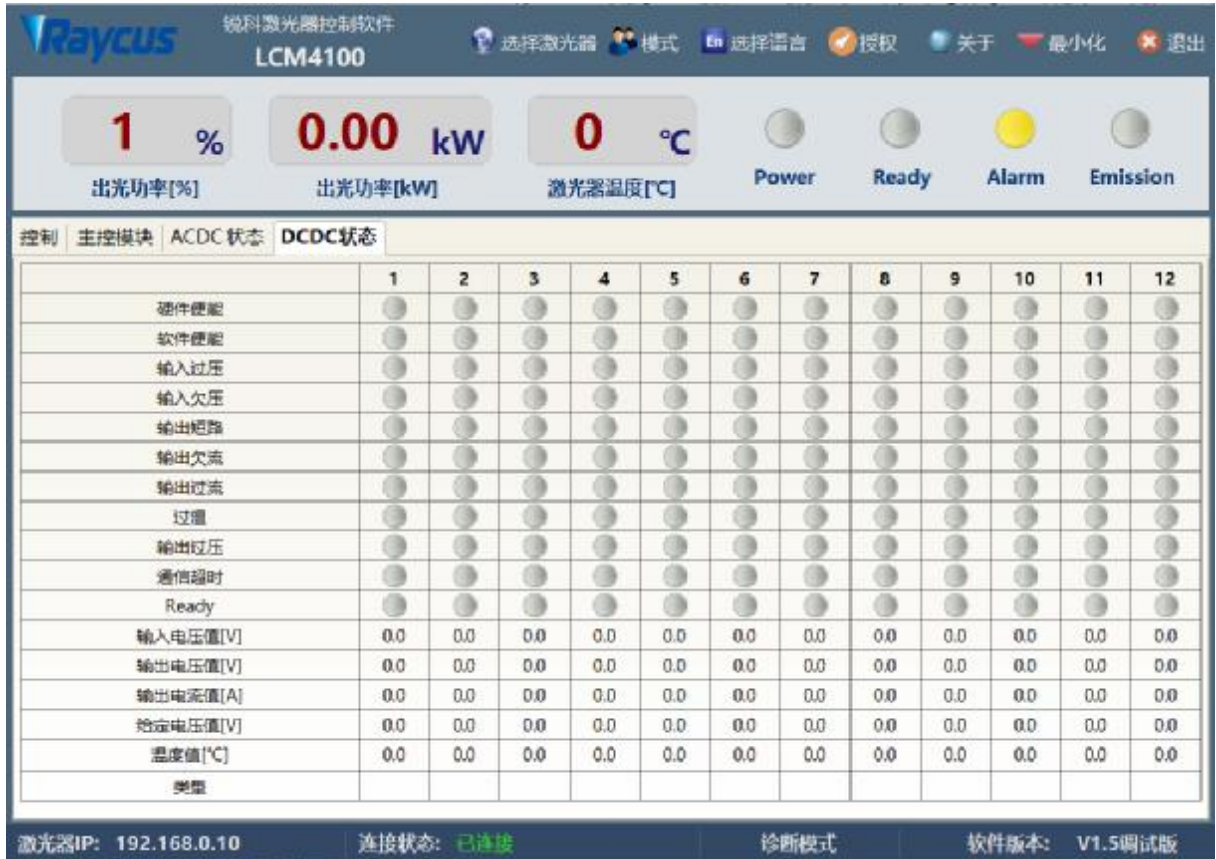 Raycus 锐科激光器控制软件 LCM4100 选择激光器 模式 En 选择语言 授权 关于 最小化 退出
1 % 0.00 kW 0 ℃
出光功率[%] 出光功率[kW] 激光器温度[℃] Power Ready Alarm Emission
控制 主控模块 ACDC 状态 DCDC状态
1 2 3 4 5 6 7 8 9 10 11 12
硬件使能
软件使能
输入过压
输入欠压
输出短路
输出欠流
输出过流
过温
输出过压
通信超时
Ready
输入电压值[V] 0.0 0.0 0.0 0.0 0.0 0.0 0.0 0.0 0.0 0.0 0.0 0.0
输出电压值[V] 0.0 0.0 0.0 0.0 0.0 0.0 0.0 0.0 0.0 0.0 0.0 0.0
输出电流值[A] 0.0 0.0 0.0 0.0 0.0 0.0 0.0 0.0 0.0 0.0 0.0 0.0
给定电压值[V] 0.0 0.0 0.0 0.0 0.0 0.0 0.0 0.0 0.0 0.0 0.0 0.0
温度值[℃] 0.0 0.0 0.0 0.0 0.0 0.0 0.0 0.0 0.0 0.0 0.0 0.0
类型
激光器IP: 192.168.0.10 连接状态: 已连接 诊断模式 软件版本: V1.5调试版